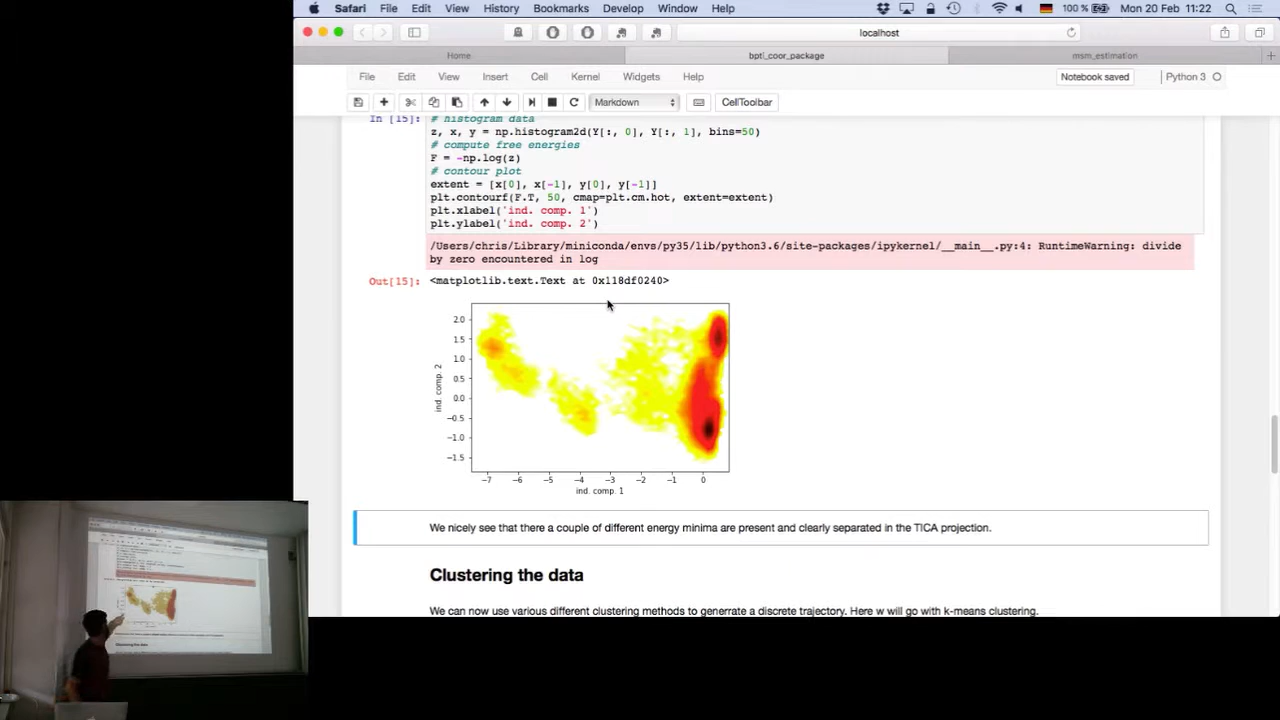 Safari File Edit View History Bookmarks Develop Window Help 100 % Mon 20 Feb 11:22
localhost
Home bpti_coor_package msm_estimation
File Edit View Insert Cell Kernel Widgets Help Notebook saved Python 3
Markdown CellToolbar
In [15]: # histogram data
z, x, y = np.histogram2d(Y[:, 0], Y[:, 1], bins=50)
# compute free energies
F = -np.log(z)
# contour plot
extent = [x[0], x[-1], y[0], y[-1]]
plt.contourf(F.T, 50, cmap=plt.cm.hot, extent=extent)
plt.xlabel('ind. comp. 1')
plt.ylabel('ind. comp. 2')
/Users/chris/Library/miniconda/envs/py35/lib/python3.6/site-packages/ipykernel/__main__.py:4: RuntimeWarning: divide
by zero encountered in log
Out[15]: <matplotlib.text.Text at 0x118df0240>
2.0
1.5
1.0
0.5
0.0
−0.5
−1.0
−1.5
ind. comp. 2
−7 −6 −5 −4 −3 −2 −1 0
ind. comp. 1
We nicely see that there a couple of different energy minima are present and clearly separated in the TICA projection.
Clustering the data
We can now use various different clustering methods to generrate a discrete trajectory. Here w will go with k-means clustering.